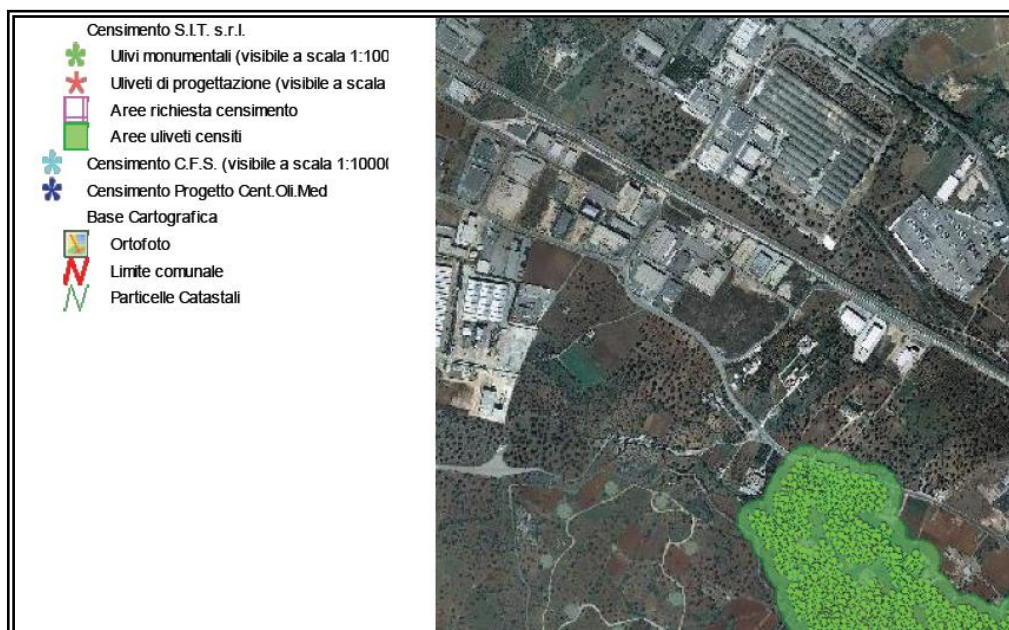 Censimento S.I.T. s.r.l.
Ulivi monumentali (visibile a scala 1:100
Uliveti di progettazione (visibile a scala
Aree richiesta censimento
Aree uliveti censiti
Censimento C.F.S. (visibile a scala 1:10000
Censimento Progetto Cent.Oli.Med
Base Cartografica
Ortofoto
Limite comunale
Particelle Catastali